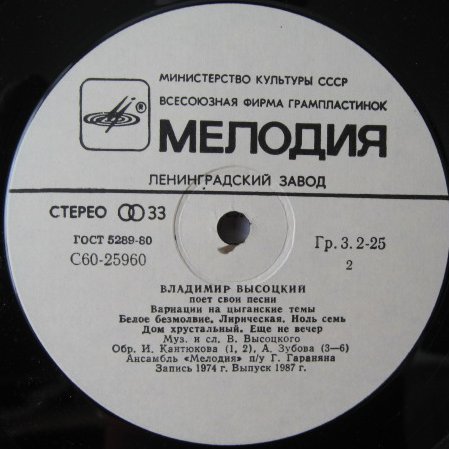 МИНИСТЕРСТВО КУЛЬТУРЫ СССР
ВСЕСОЮЗНАЯ ФИРМА ГРАМПЛАСТИНОК
®
МЕЛОДИЯ
ЛЕНИНГРАДСКИЙ ЗАВОД
СТЕРЕО 33
ГОСТ 5289-80
Гр. 3. 2-25
С60-25960
2
ВЛАДИМИР ВЫСОЦКИЙ
поет свои песни
Вариации на цыганские темы
Белое безмолвие, Лирическая, Ноль семь
Дом хрустальный, Еще не вечер
Муз. и сл. В. Высоцкого
Обр. И. Кантюкова (1, 2), А. Зубова (3—6)
Ансамбль «Мелодия» п/у Г. Гараняна
Запись 1974 г. Выпуск 1987 г.